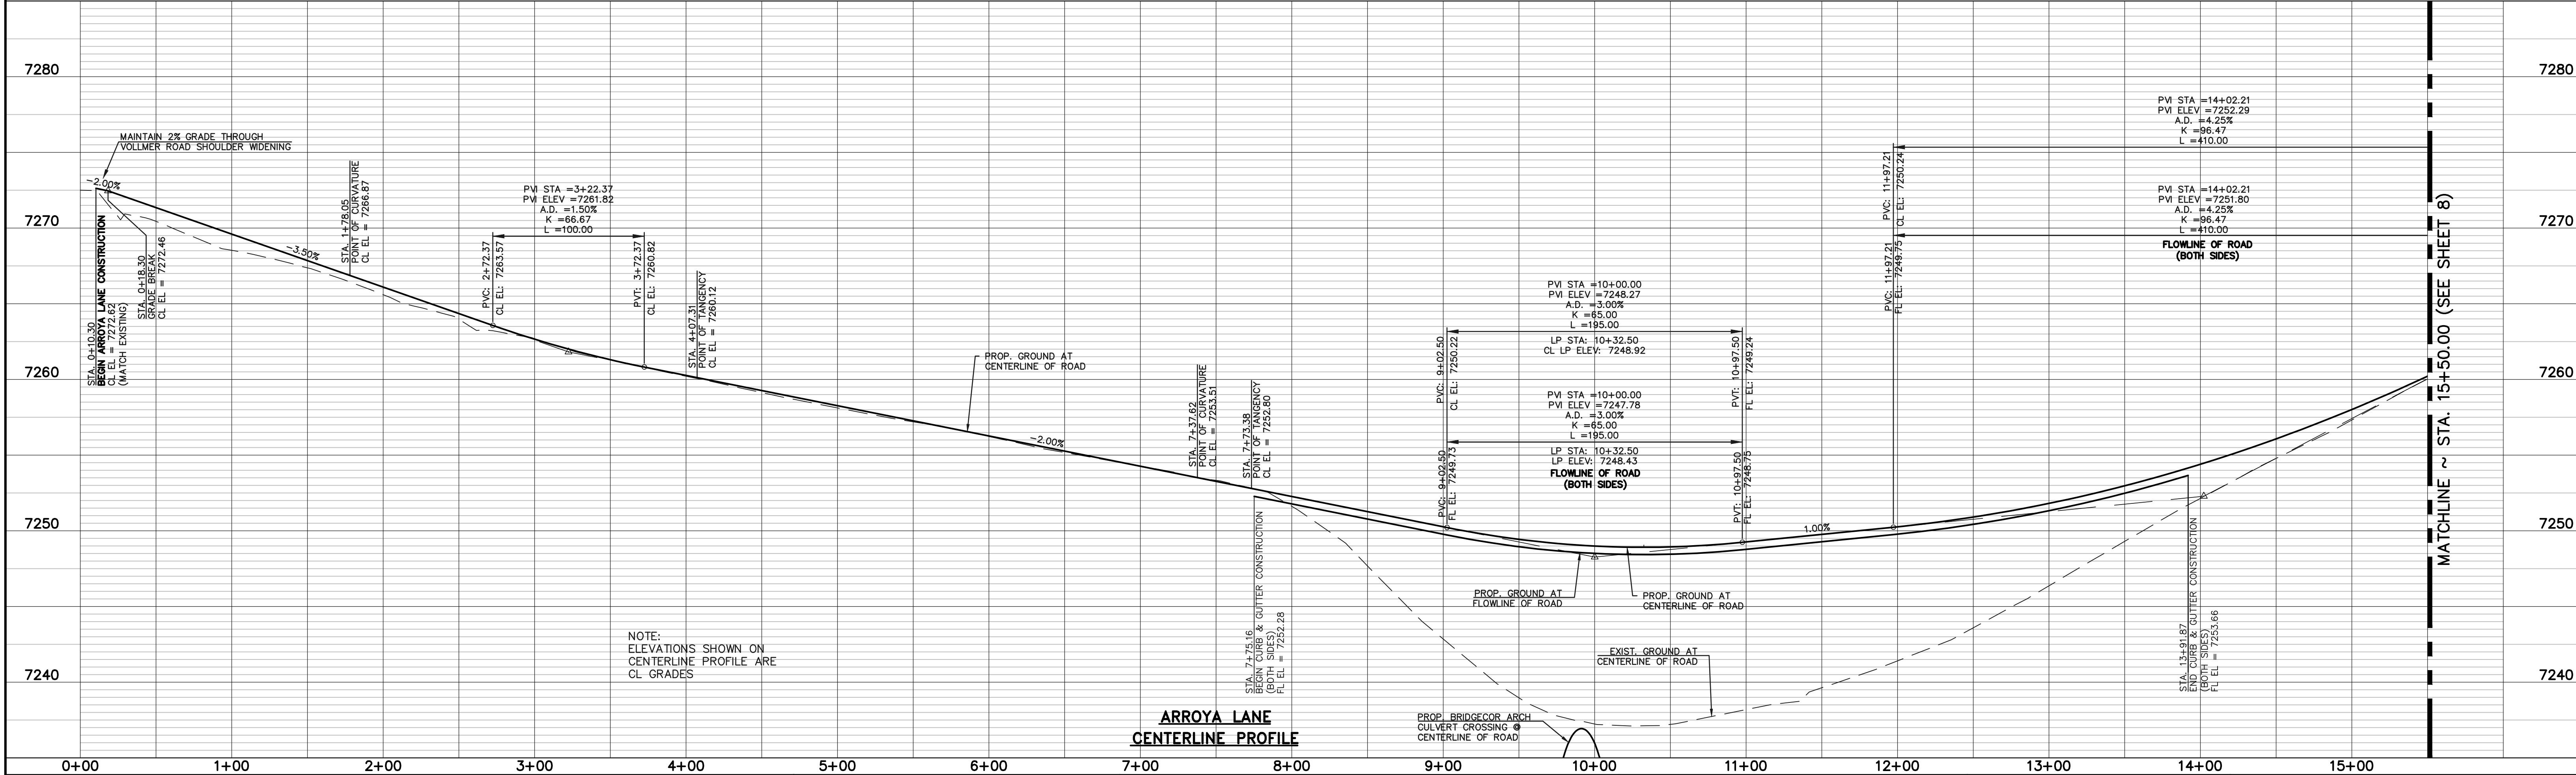 7280
7270
7260
7250
7240
MAINTAIN 2% GRADE THROUGH
VOLLMER ROAD SHOULDER WIDENING
-2.00%
STA. 0+10.30
BEGIN ARROYA LANE CONSTRUCTION
CL EL = 7272.62
(MATCH EXISTING)
STA. 0+18.30
GRADE BREAK
CL EL = 7272.46
-3.50%
STA. 1+78.05
POINT OF CURVATURE
CL EL = 7266.87
PVI STA =3+22.37
PVI ELEV =7261.82
A.D. =1.50%
K =66.67
L =100.00
PVC: 2+72.37
CL EL: 7263.57
PVT: 3+72.37
CL EL: 7260.82
STA. 4+07.31
POINT OF TANGENCY
CL EL = 7260.12
NOTE:
ELEVATIONS SHOWN ON
CENTERLINE PROFILE ARE
CL GRADES
PROP. GROUND AT
CENTERLINE OF ROAD
-2.00%
STA. 7+37.62
POINT OF CURVATURE
CL EL = 7253.51
STA. 7+73.38
POINT OF TANGENCY
CL EL = 7252.80
STA. 7+75.16
BEGIN CURB & GUTTER CONSTRUCTION
(BOTH SIDES)
FL EL = 7252.28
PVI STA =10+00.00
PVI ELEV =7248.27
A.D. =3.00%
K =65.00
L =195.00
LP STA: 10+32.50
CL LP ELEV: 7248.92
PVC: 9+02.50
CL EL: 7250.22
PVT: 10+97.50
FL EL: 7249.24
PVI STA =10+00.00
PVI ELEV =7247.78
A.D. =3.00%
K =65.00
L =195.00
LP STA: 10+32.50
LP ELEV: 7248.43
FLOWLINE OF ROAD
(BOTH SIDES)
PVC: 9+02.50
FL EL: 7249.73
PVT: 10+97.50
FL EL: 7248.75
PROP. GROUND AT
FLOWLINE OF ROAD
PROP. GROUND AT
CENTERLINE OF ROAD
EXIST. GROUND AT
CENTERLINE OF ROAD
PROP. BRIDGECOR ARCH
CULVERT CROSSING @
CENTERLINE OF ROAD
1.00%
PVI STA =14+02.21
PVI ELEV =7252.29
A.D. =4.25%
K =96.47
L =410.00
PVC: 11+97.21
CL EL: 7250.24
PVI STA =14+02.21
PVI ELEV =7251.80
A.D. =4.25%
K =96.47
L =410.00
FLOWLINE OF ROAD
(BOTH SIDES)
PVC: 11+97.21
FL EL: 7249.75
STA. 13+91.87
END CURB & GUTTER CONSTRUCTION
(BOTH SIDES)
FL EL = 7253.66
MATCHLINE ~ STA. 15+50.00 (SEE SHEET 8)
7280
7270
7260
7250
7240
ARROYA LANE
CENTERLINE PROFILE
0+00 1+00 2+00 3+00 4+00 5+00 6+00 7+00 8+00 9+00 10+00 11+00 12+00 13+00 14+00 15+00